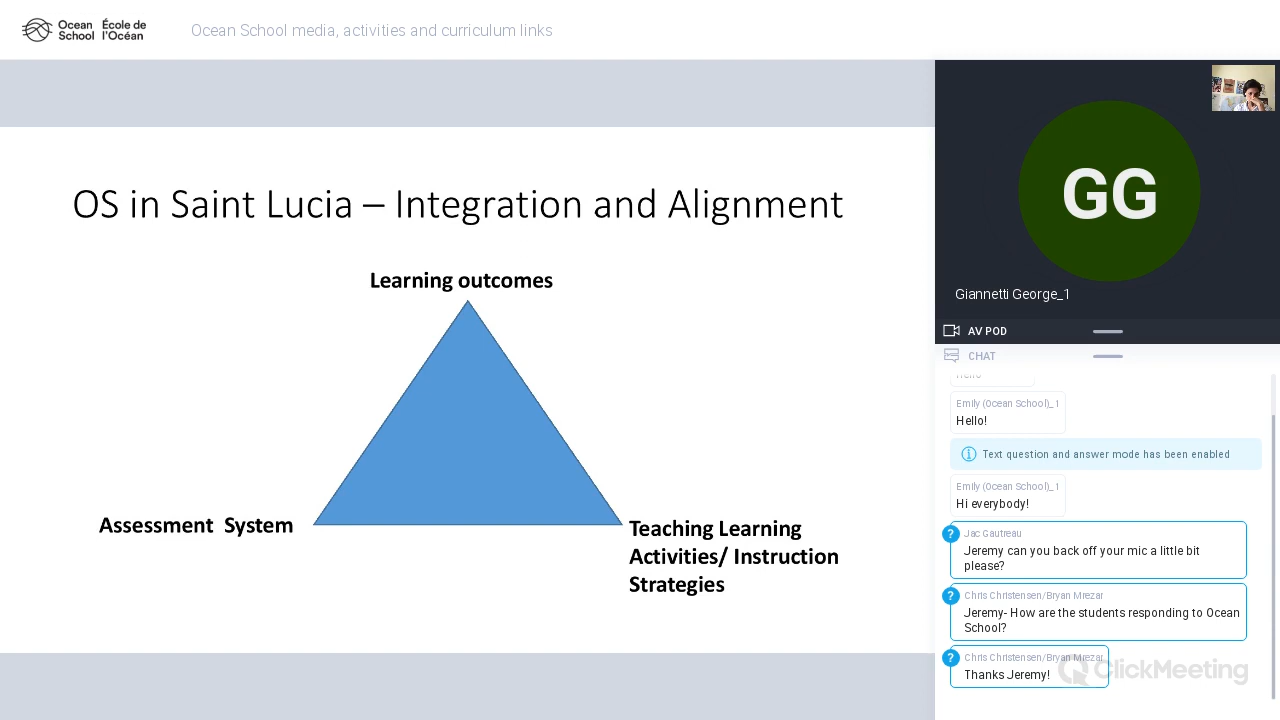 Ocean École de
School l'Océan
Ocean School media, activities and curriculum links
OS in Saint Lucia – Integration and Alignment
Learning outcomes
Assessment System
Teaching Learning
Activities/ Instruction
Strategies
GG
Giannetti George_1
AV POD
CHAT
Hello
Emily (Ocean School)_1
Hello!
Text question and answer mode has been enabled
Emily (Ocean School)_1
Hi everybody!
? Jac Gautreau
Jeremy can you back off your mic a little bit
please?
? Chris Christensen/Bryan Mrezar
Jeremy- How are the students responding to Ocean
School?
? Chris Christensen/Bryan Mrezar
Thanks Jeremy!
ClickMeeting